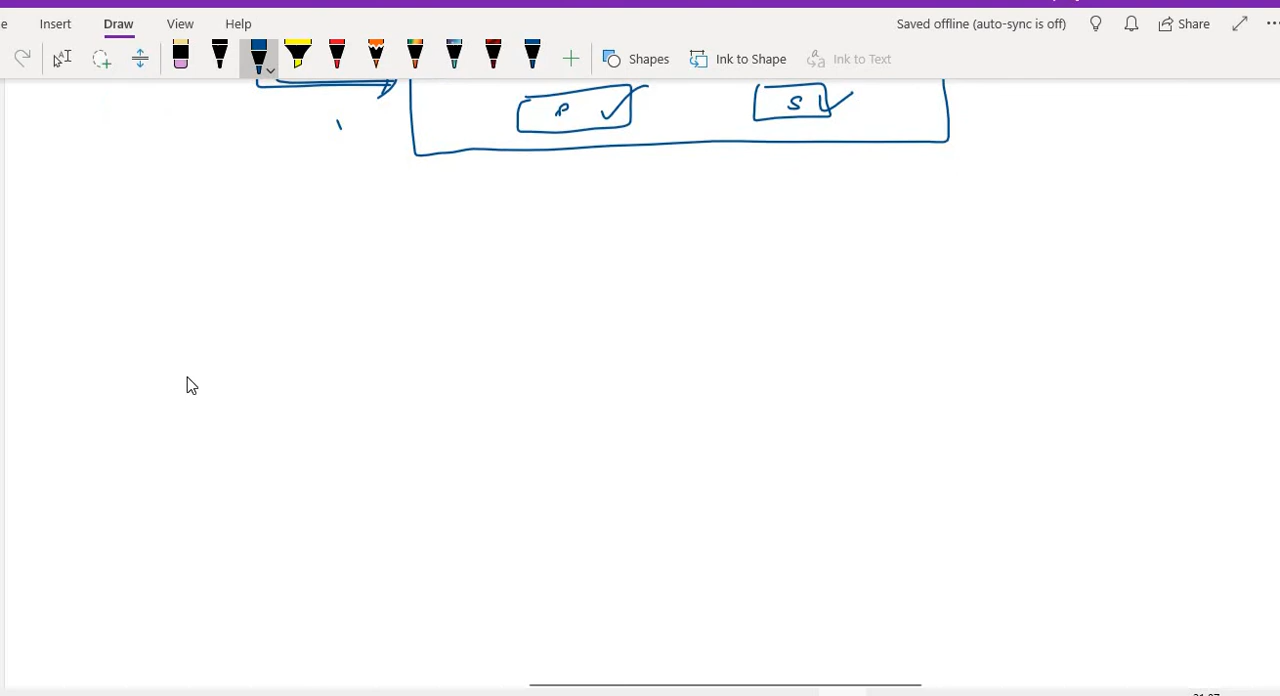 e Insert Draw View Help Saved offline (auto-sync is off) Share
Shapes Ink to Shape Ink to Text
P S